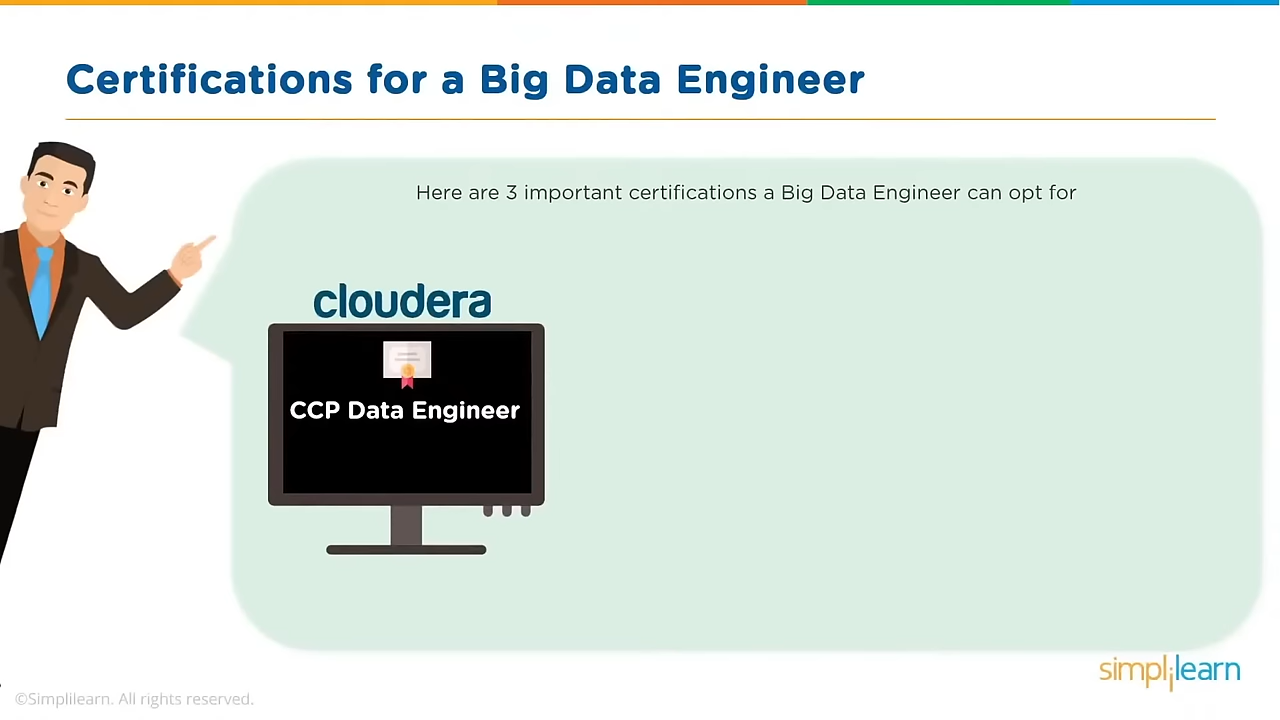 Certifications for a Big Data Engineer
Here are 3 important certifications a Big Data Engineer can opt for
cloudera
CCP Data Engineer
simplilearn
©Simplilearn. All rights reserved.